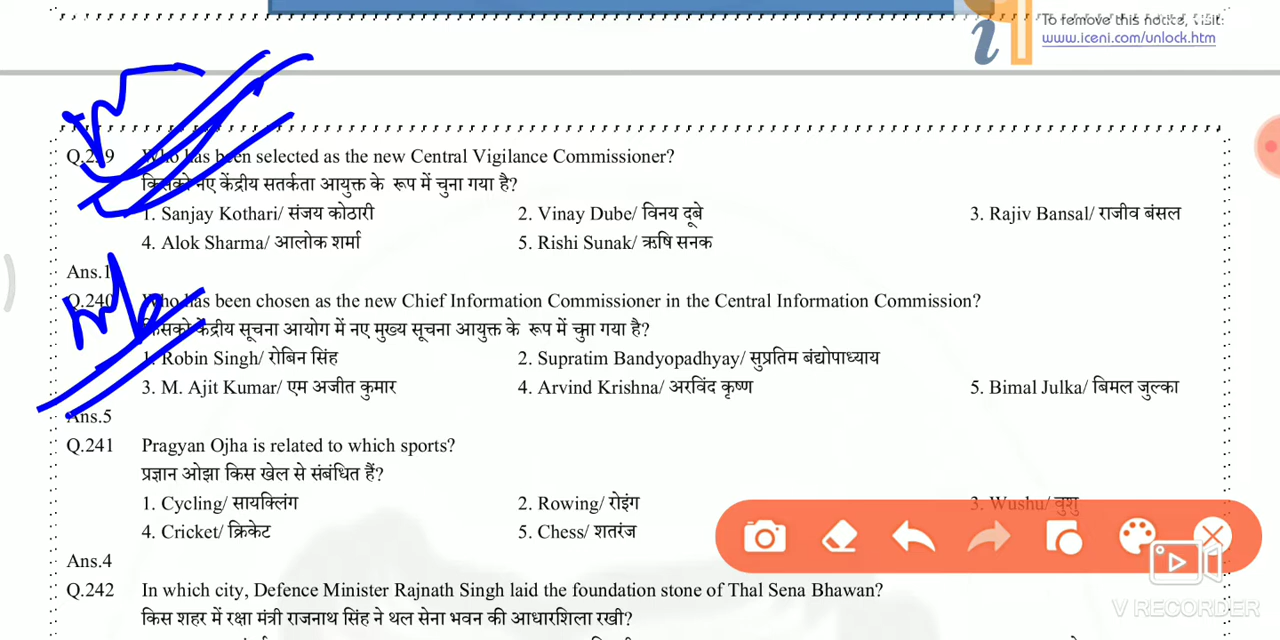 To remove this notice, visit:
www.iceni.com/unlock.htm
Q.239 Who has been selected as the new Central Vigilance Commissioner?
किसको नए केंद्रीय सतर्कता आयुक्त के रूप में चुना गया है?
1. Sanjay Kothari/ संजय कोठारी 2. Vinay Dube/ विनय दूबे 3. Rajiv Bansal/ राजीव बंसल
4. Alok Sharma/ आलोक शर्मा 5. Rishi Sunak/ ऋषि सनक
Ans.1
Q.240 Who has been chosen as the new Chief Information Commissioner in the Central Information Commission?
किसको केंद्रीय सूचना आयोग में नए मुख्य सूचना आयुक्त के रूप में चुना गया है?
1. Robin Singh/ रोबिन सिंह 2. Supratim Bandyopadhyay/ सुप्रतिम बंद्योपाध्याय
3. M. Ajit Kumar/ एम अजीत कुमार 4. Arvind Krishna/ अरविंद कृष्ण 5. Bimal Julka/ बिमल जुल्का
Ans.5
Q.241 Pragyan Ojha is related to which sports?
प्रज्ञान ओझा किस खेल से संबंधित हैं?
1. Cycling/ सायक्लिंग 2. Rowing/ रोइंग 3. Wushu/ वुशु
4. Cricket/ क्रिकेट 5. Chess/ शतरंज
Ans.4
Q.242 In which city, Defence Minister Rajnath Singh laid the foundation stone of Thal Sena Bhawan?
किस शहर में रक्षा मंत्री राजनाथ सिंह ने थल सेना भवन की आधारशिला रखी?
V RECORDER